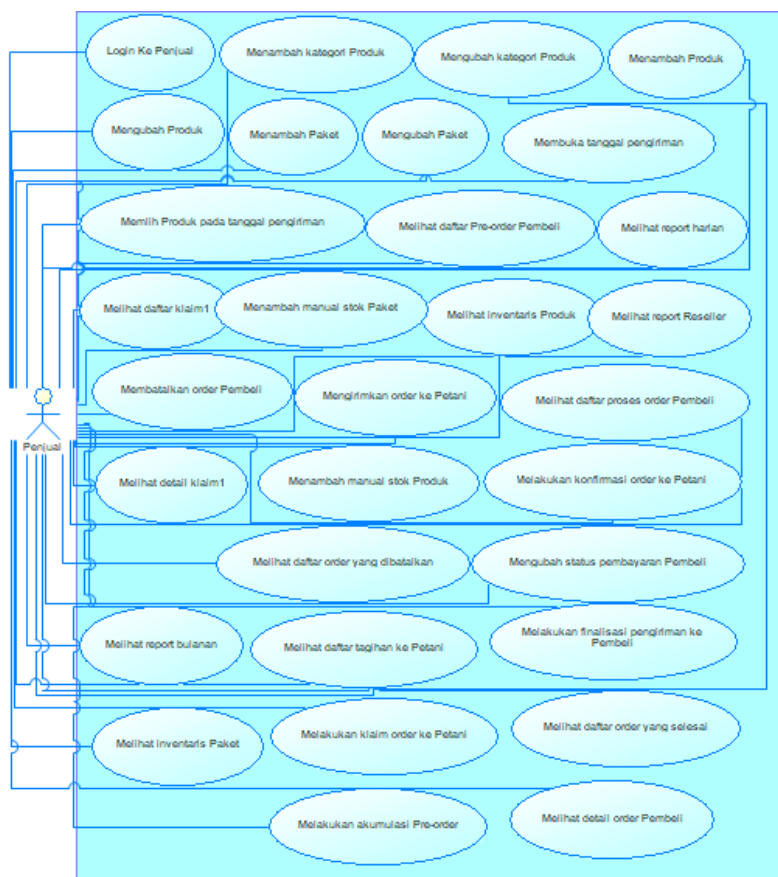 Login Ke Penjual
Menambah kategori Produk
Mengubah kategori Produk
Menambah Produk
Mengubah Produk
Menambah Paket
Mengubah Paket
Membuka tanggal pengiriman
Memlih Produk pada tanggal pengiriman
Melihat daftar Pre-order Pembeli
Melihat report harian
Melihat daftar klaim1
Menambah manual stok Paket
Melihat inventaris Produk
Melihat report Reseller
Membatalkan order Pembeli
Mengirimkan order ke Petani
Melihat daftar proses order Pembeli
Penjual
Melihat detail klaim1
Menambah manual stok Produk
Melakukan konfirmasi order ke Petani
Melihat daftar order yang dibatalkan
Mengubah status pembayaran Pembeli
Melihat report bulanan
Melihat daftar tagihan ke Petani
Melakukan finalisasi pengiriman ke
Pembeli
Melihat inventaris Paket
Melakukan klaim order ke Petani
Melihat daftar order yang selesai
Melakukan akumulasi Pre-order
Melihat detail order Pembeli